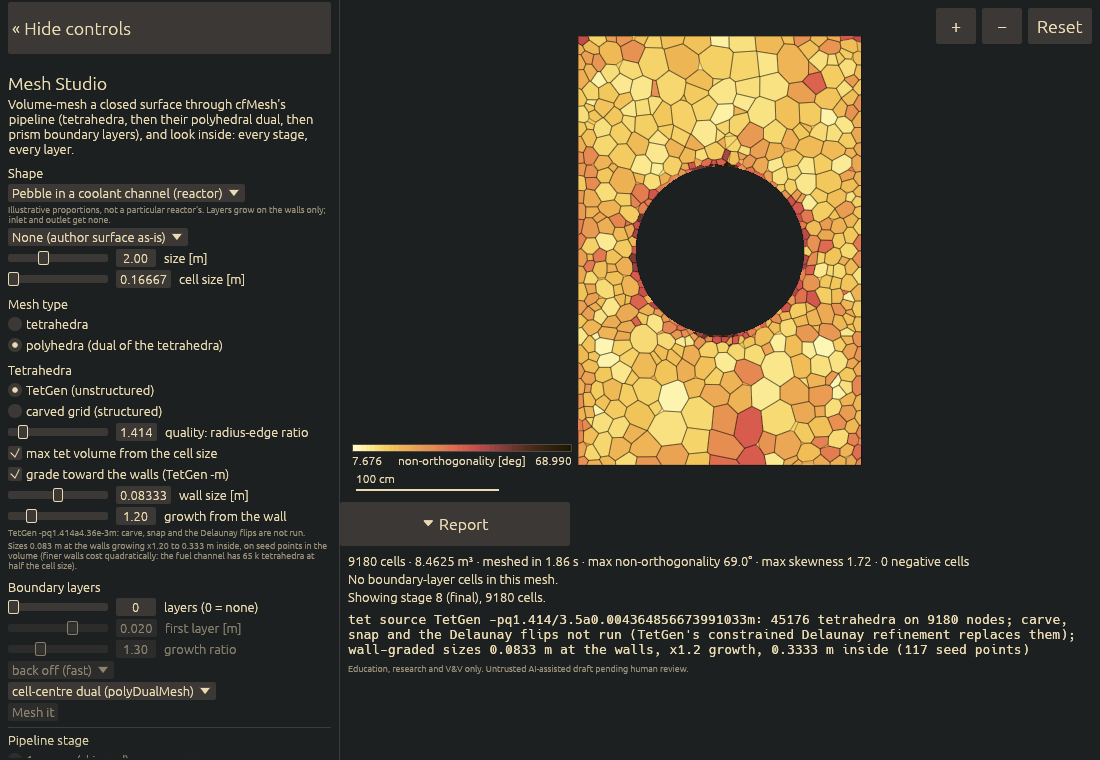 « Hide controls
Mesh Studio
Volume-mesh a closed surface through cfMesh's
pipeline (tetrahedra, then their polyhedral dual, then
prism boundary layers), and look inside: every stage,
every layer.
Shape
Pebble in a coolant channel (reactor)
Illustrative proportions, not a particular reactor's. Layers grow on the walls only;
inlet and outlet get none.
None (author surface as-is)
2.00 size [m]
0.16667 cell size [m]
Mesh type
tetrahedra
polyhedra (dual of the tetrahedra)
Tetrahedra
TetGen (unstructured)
carved grid (structured)
1.414 quality: radius-edge ratio
max tet volume from the cell size
grade toward the walls (TetGen -m)
0.08333 wall size [m]
1.20 growth from the wall
TetGen -pq1.414a4.36e-3m: carve, snap and the Delaunay flips are not run.
Sizes 0.083 m at the walls growing x1.20 to 0.333 m inside, on seed points in the
volume (finer walls cost quadratically: the fuel channel has 65 k tetrahedra at
half the cell size).
Boundary layers
0 layers (0 = none)
0.020 first layer [m]
1.30 growth ratio
back off (fast)
cell-centre dual (polyDualMesh)
Mesh it
Pipeline stage
+ − Reset
7.676 non-orthogonality [deg] 68.990
100 cm
Report
9180 cells · 8.4625 m³ · meshed in 1.86 s · max non-orthogonality 69.0° · max skewness 1.72 · 0 negative cells
No boundary-layer cells in this mesh.
Showing stage 8 (final), 9180 cells.
tet source TetGen -pq1.414/3.5a0.004364856673991033m: 45176 tetrahedra on 9180 nodes; carve,
snap and the Delaunay flips not run (TetGen's constrained Delaunay refinement replaces them);
wall-graded sizes 0.0833 m at the walls, x1.2 growth, 0.3333 m inside (117 seed points)
Education, research and V&V only. Untrusted AI-assisted draft pending human review.